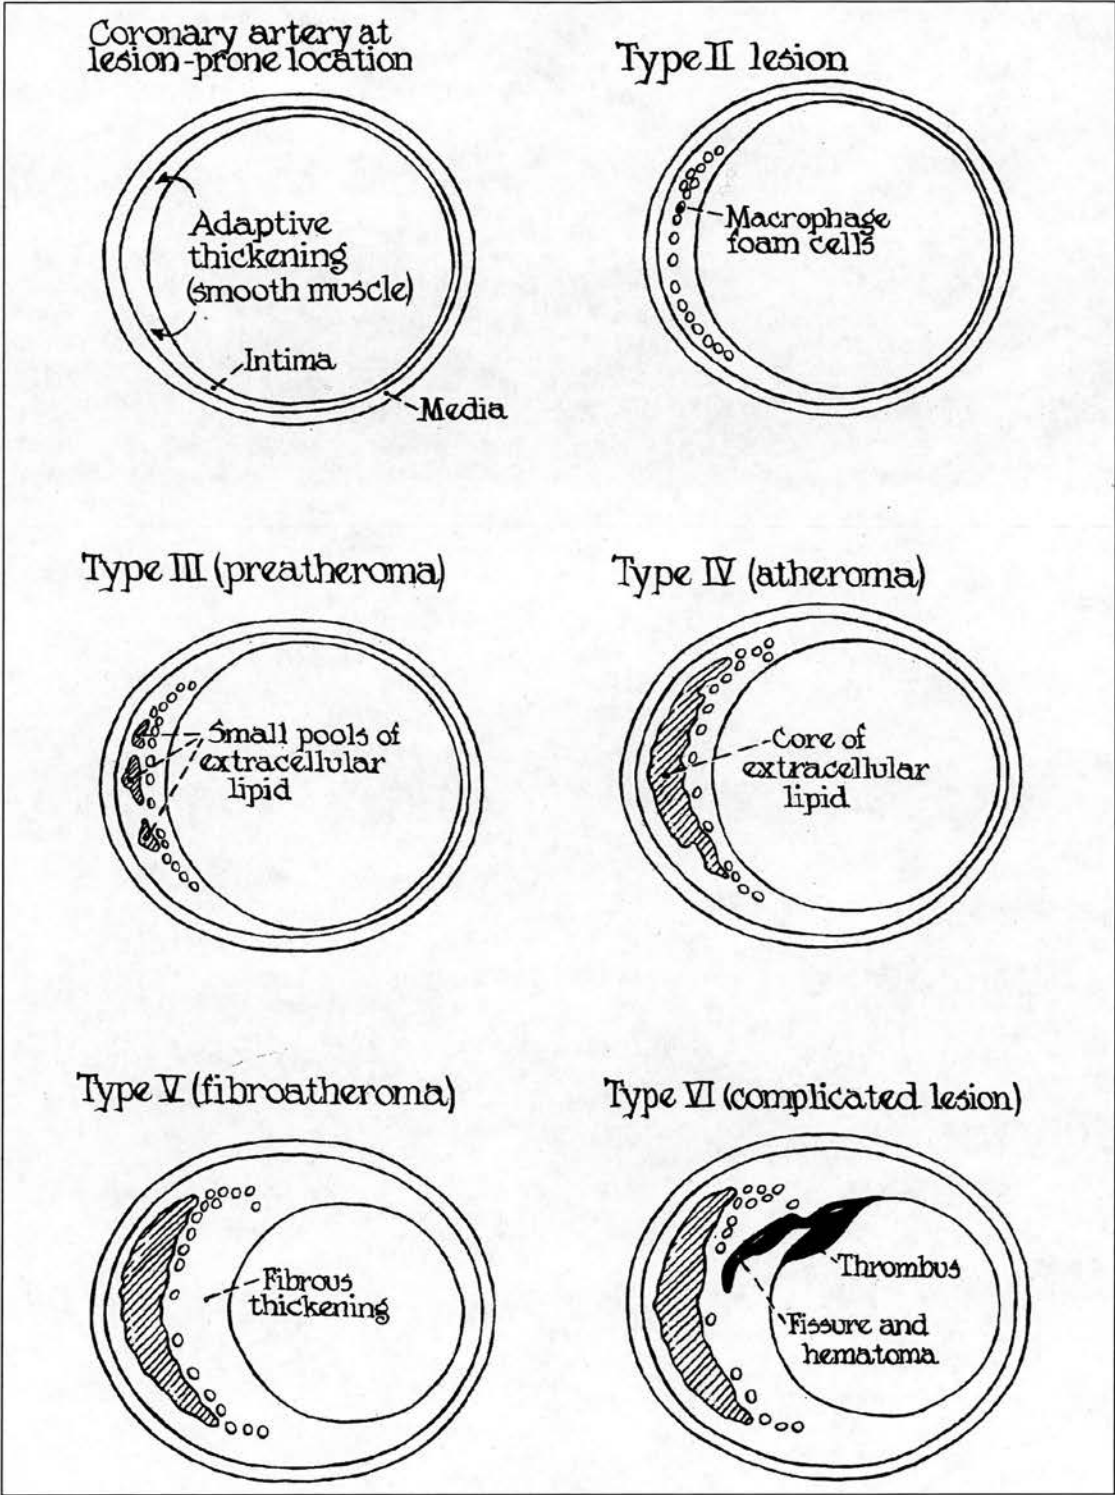 Coronary artery at
lesion-prone location
Adaptive
thickening
(smooth muscle)
Intima
Media
Type II lesion
Macrophage
foam cells
Type III (preatheroma)
Small pools of
extracellular
lipid
Type IV (atheroma)
Core of
extracellular
lipid
Type V (fibroatheroma)
Fibrous
thickening
Type VI (complicated lesion)
Thrombus
Fissure and
hematoma